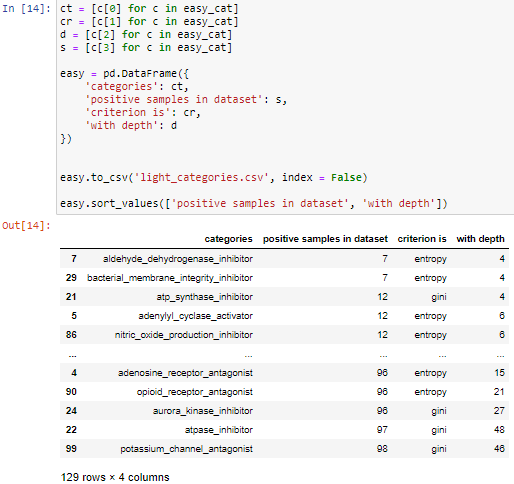 In [14]: ct = [c[0] for c in easy_cat]
cr = [c[1] for c in easy_cat]
d = [c[2] for c in easy_cat]
s = [c[3] for c in easy_cat]
easy = pd.DataFrame({
'categories': ct,
'positive samples in dataset': s,
'criterion is': cr,
'with depth': d
})
easy.to_csv('light_categories.csv', index = False)
easy.sort_values(['positive samples in dataset', 'with depth'])
Out[14]:
categories positive samples in dataset criterion is with depth
7 aldehyde_dehydrogenase_inhibitor 7 entropy 4
29 bacterial_membrane_integrity_inhibitor 7 entropy 4
21 atp_synthase_inhibitor 12 gini 4
5 adenylyl_cyclase_activator 12 entropy 6
86 nitric_oxide_production_inhibitor 12 entropy 6
... ... ... ... ...
4 adenosine_receptor_antagonist 96 entropy 15
90 opioid_receptor_antagonist 96 entropy 21
24 aurora_kinase_inhibitor 96 gini 27
22 atpase_inhibitor 97 gini 48
99 potassium_channel_antagonist 98 gini 46
129 rows × 4 columns